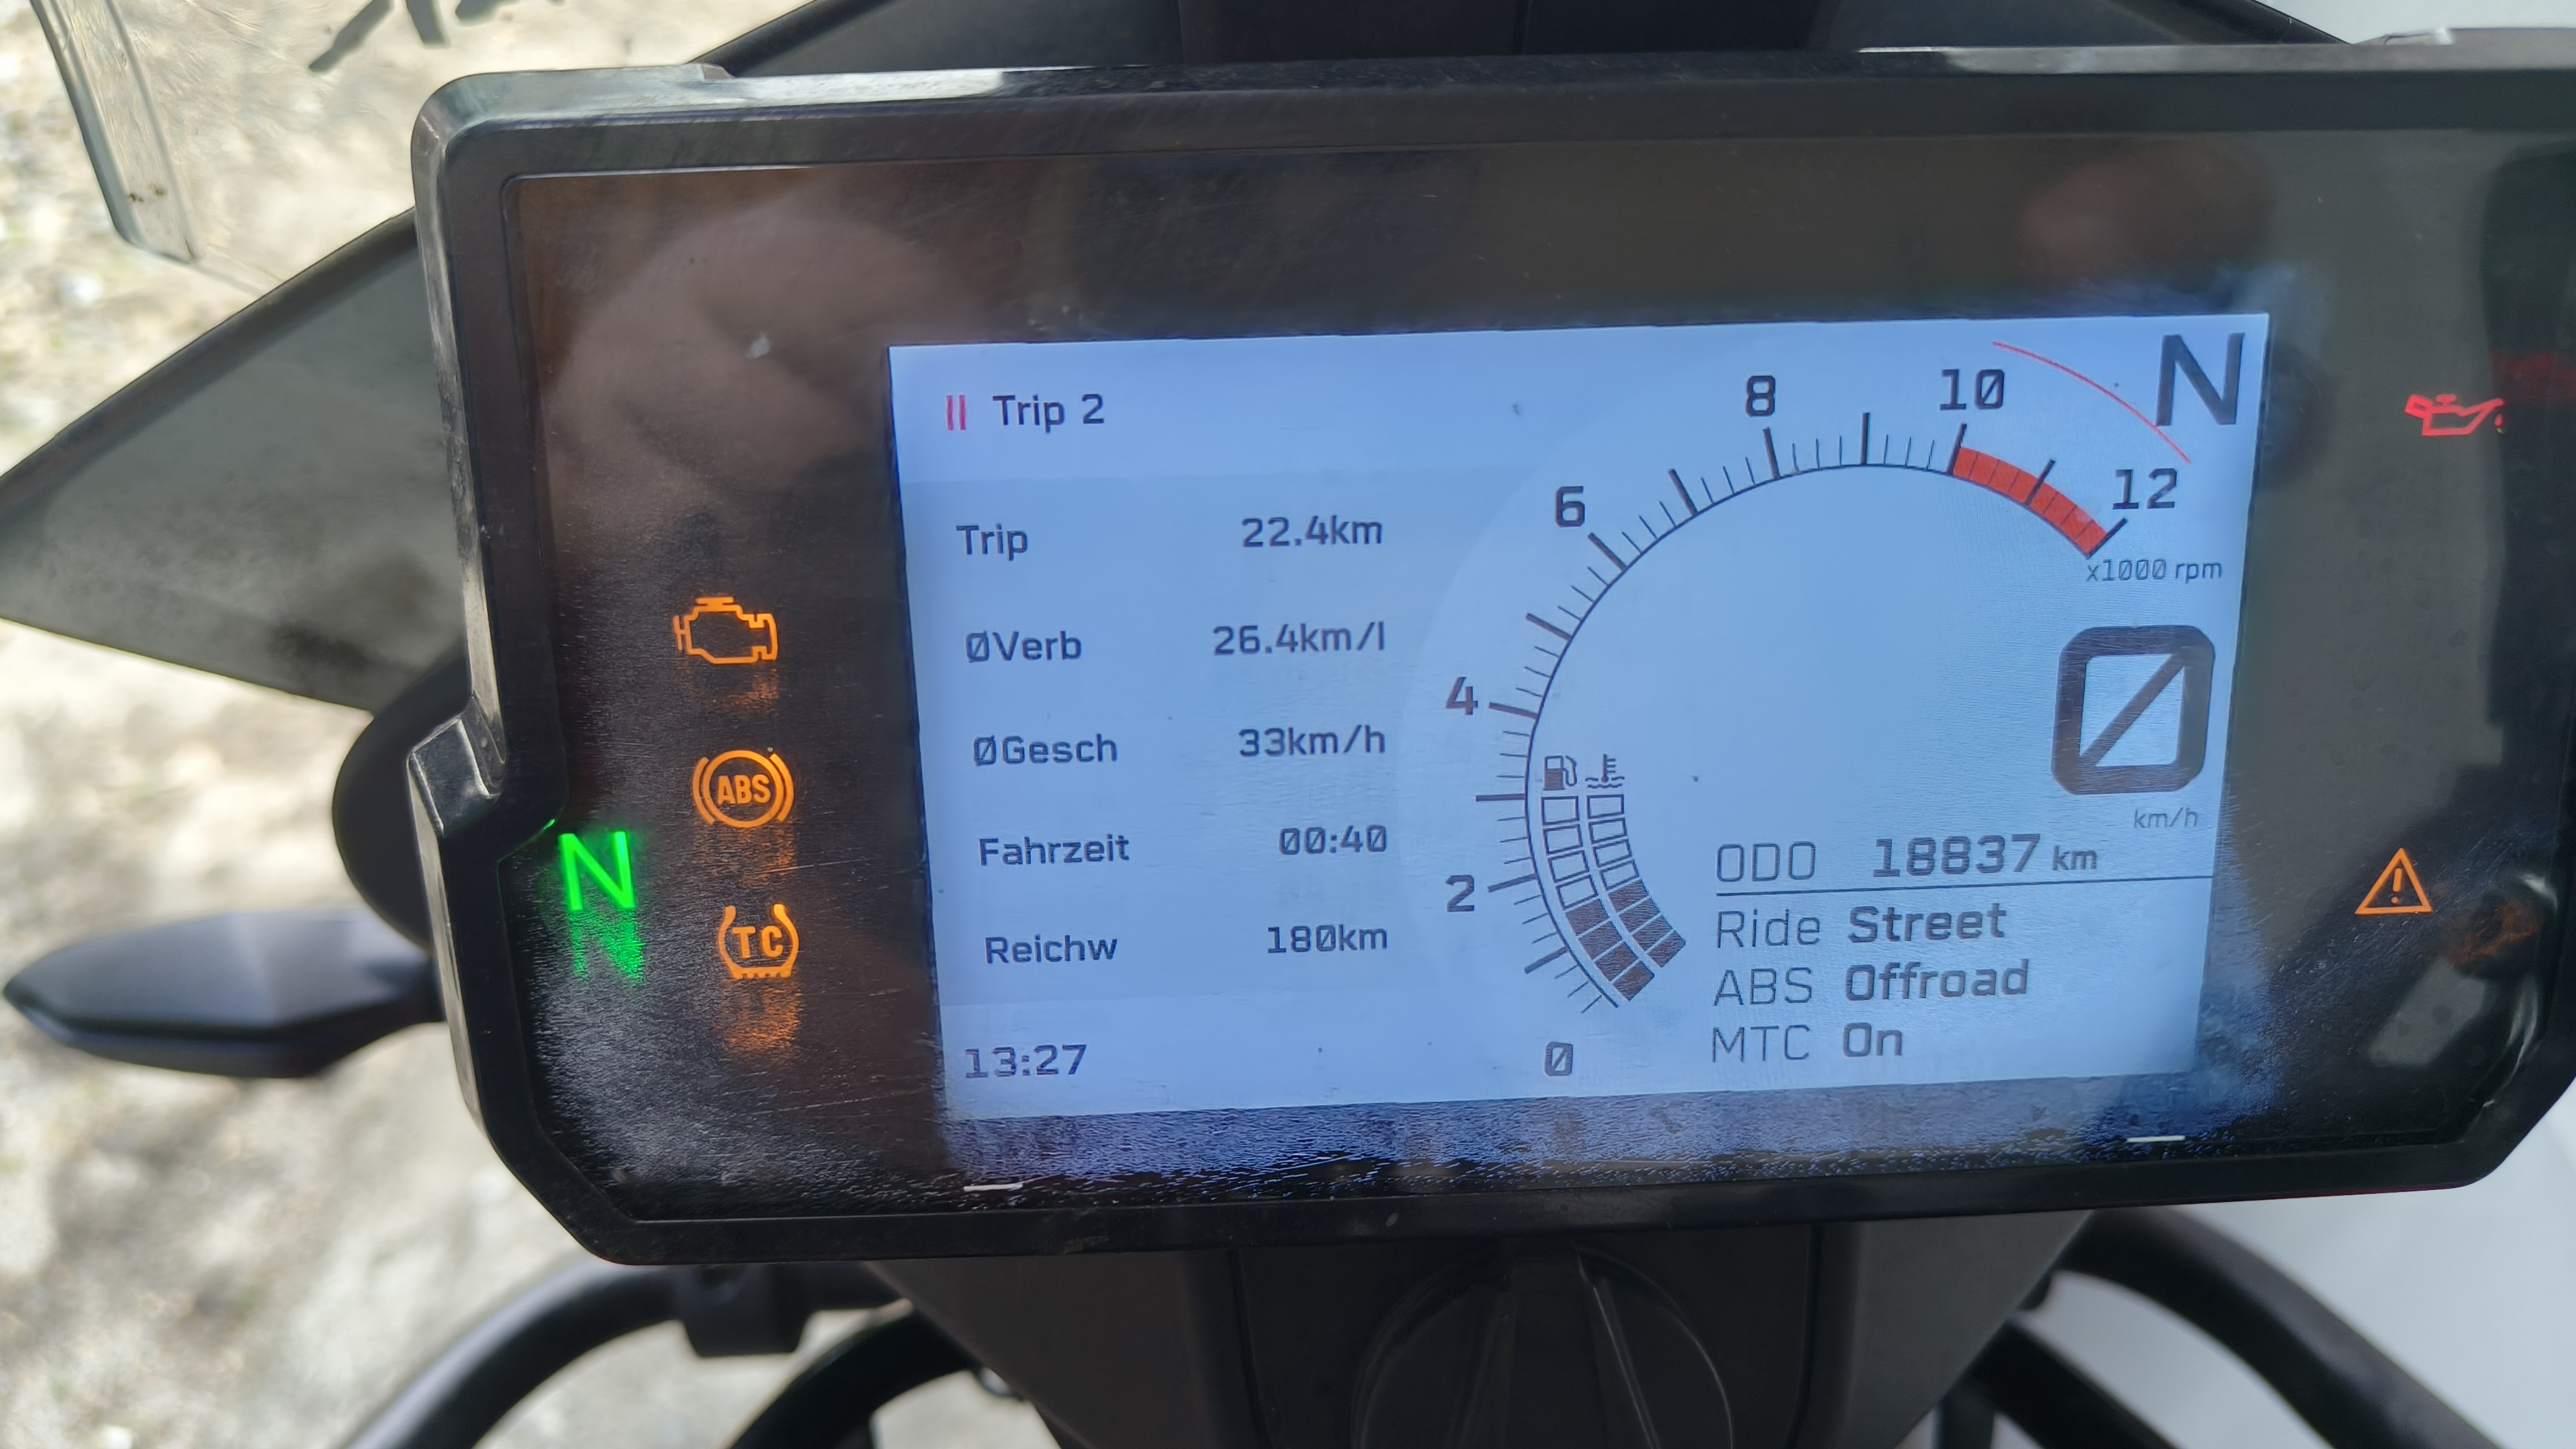 Trip 2
Trip 22.4km
ØVerb 26.4km/l
ØGesch 33km/h
Fahrzeit 00:40
Reichw 180km
13:27
N
ABS
TC
0
2
4
6
8
10
12
x1000 rpm
N
0
km/h
ODO 18837 km
Ride Street
ABS Offroad
MTC On